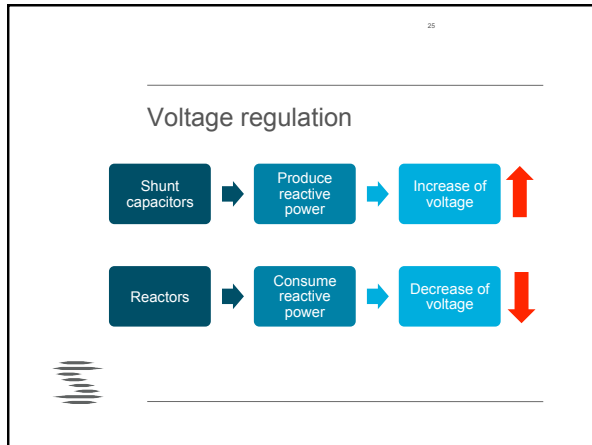 25
Voltage regulation
Shunt
capacitors
Produce
reactive
power
Increase of
voltage
Reactors
Consume
reactive
power
Decrease of
voltage